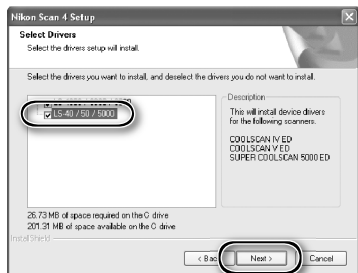 Nikon Scan 4 Setup
Select Drivers
Select the drivers setup will install.
Select the drivers you want to install, and deselect the drivers you do not want to install.
LS-40 / 50 / 5000
Description
This will install device drivers
for the following scanners.
COOLSCAN IV ED
COOLSCAN V ED
SUPER COOLSCAN 5000 ED
26.73 MB of space required on the C drive
201.31 MB of space available on the C drive
InstallShield
< Bac
Next >
Cancel